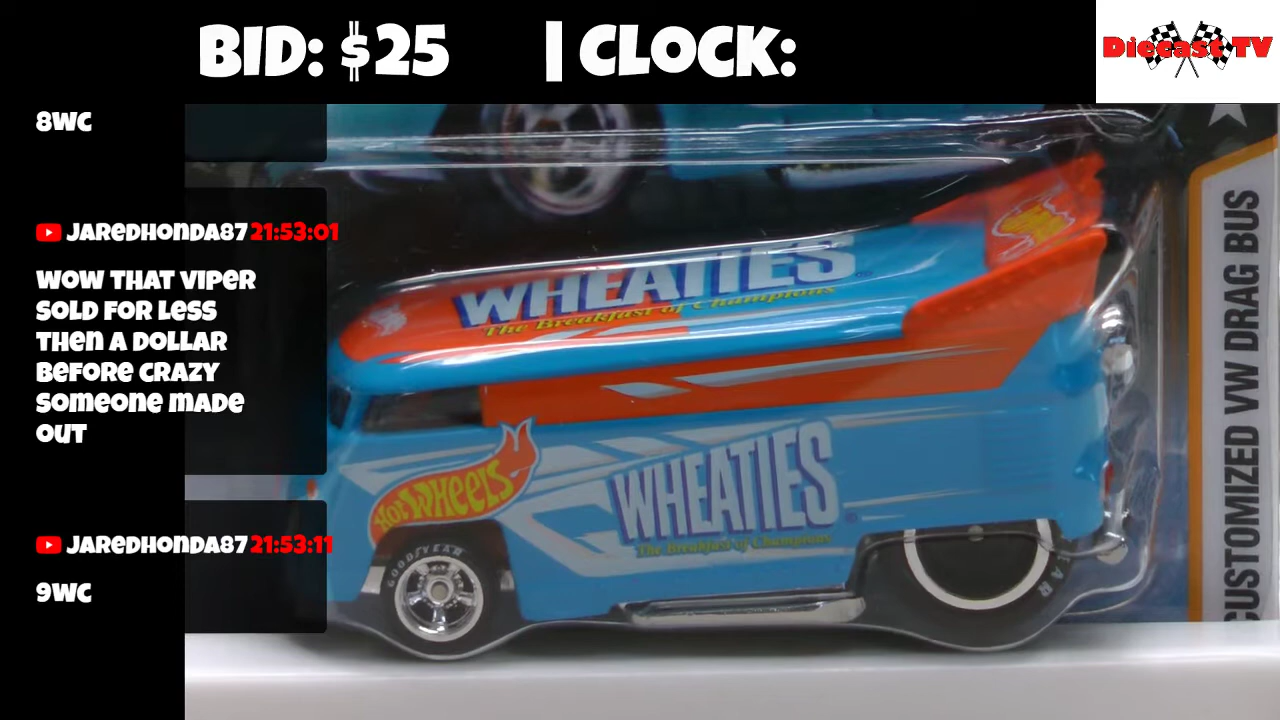 BID: $25 | CLOCK:
Diecast TV
8WC
JAREDHONDA87 21:53:01
WOW THAT VIPER
SOLD FOR LESS
THEN A DOLLAR
BEFORE CRAZY
SOMEONE MADE
OUT
JAREDHONDA87 21:53:11
9WC
WHEATIES
The Breakfast of Champions
HOT WHEELS
WHEATIES
The Breakfast of Champions
GOODYEAR
CUSTOMIZED VW DRAG BUS